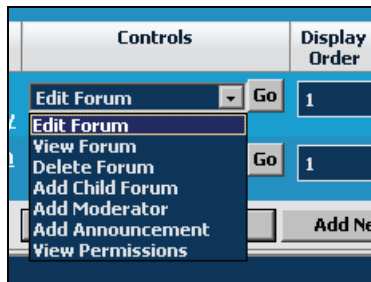 Controls
Display
Order
Edit Forum
Go
1
Edit Forum
View Forum
Delete Forum
Add Child Forum
Add Moderator
Add Announcement
View Permissions
Go
1
Add Ne